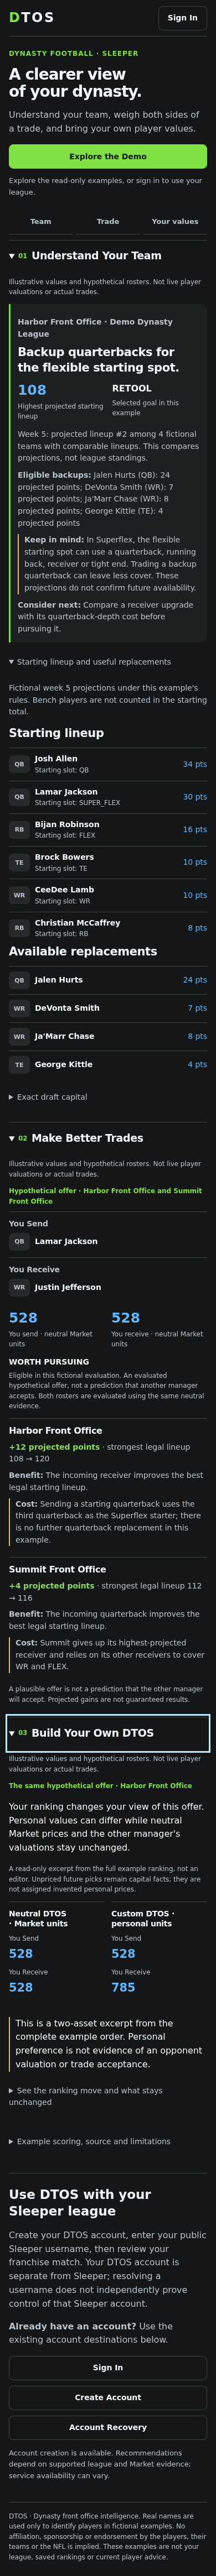 DTOS
Sign In
DYNASTY FOOTBALL · SLEEPER
A clearer view
of your dynasty.
Understand your team, weigh both sides of
a trade, and bring your own player values.
Explore the Demo
Explore the read-only examples, or sign in to use your
league.
Team
Trade
Your values
▼ 01 Understand Your Team
Illustrative values and hypothetical rosters. Not live player
valuations or actual trades.
Harbor Front Office · Demo Dynasty
League
Backup quarterbacks for
the flexible starting spot.
108
Highest projected starting
lineup
RETOOL
Selected goal in this
example
Week 5: projected lineup #2 among 4 fictional
teams with comparable lineups. This compares
projections, not league standings.
Eligible backups: Jalen Hurts (QB): 24
projected points; DeVonta Smith (WR): 7
projected points; Ja'Marr Chase (WR): 8
projected points; George Kittle (TE): 4
projected points
Keep in mind: In Superflex, the flexible
starting spot can use a quarterback, running
back, receiver or tight end. Trading a backup
quarterback can leave less cover. These
projections do not confirm future availability.
Consider next: Compare a receiver upgrade
with its quarterback-depth cost before
pursuing it.
▼ Starting lineup and useful replacements
Fictional week 5 projections under this example's
rules. Bench players are not counted in the starting
total.
Starting lineup
QB
Josh Allen
Starting slot: QB
34 pts
QB
Lamar Jackson
Starting slot: SUPER_FLEX
30 pts
RB
Bijan Robinson
Starting slot: FLEX
16 pts
TE
Brock Bowers
Starting slot: TE
10 pts
WR
CeeDee Lamb
Starting slot: WR
10 pts
RB
Christian McCaffrey
Starting slot: RB
8 pts
Available replacements
QB
Jalen Hurts
24 pts
WR
DeVonta Smith
7 pts
WR
Ja'Marr Chase
8 pts
TE
George Kittle
4 pts
▶ Exact draft capital
▼ 02 Make Better Trades
Illustrative values and hypothetical rosters. Not live player
valuations or actual trades.
Hypothetical offer · Harbor Front Office and Summit
Front Office
You Send
QB
Lamar Jackson
You Receive
WR
Justin Jefferson
528
You send · neutral Market
units
528
You receive · neutral Market
units
WORTH PURSUING
Eligible in this fictional evaluation. An evaluated
hypothetical offer, not a prediction that another manager
accepts. Both rosters are evaluated using the same neutral
evidence.
Harbor Front Office
+12 projected points · strongest legal lineup
108 → 120
Benefit: The incoming receiver improves the best
legal starting lineup.
Cost: Sending a starting quarterback uses the
third quarterback as the Superflex starter; there
is no further quarterback replacement in this
example.
Summit Front Office
+4 projected points · strongest legal lineup 112
→ 116
Benefit: The incoming quarterback improves the
best legal starting lineup.
Cost: Summit gives up its highest-projected
receiver and relies on its other receivers to cover
WR and FLEX.
A plausible offer is not a prediction that the other manager
will accept. Projected gains are not guaranteed results.
▼ 03 Build Your Own DTOS
Illustrative values and hypothetical rosters. Not live player
valuations or actual trades.
The same hypothetical offer · Harbor Front Office
Your ranking changes your view of this offer.
Personal values can differ while neutral
Market prices and the other manager's
valuations stay unchanged.
A read-only excerpt from the full example ranking, not an
editor. Unpriced future picks remain capital facts; they are
not assigned invented personal prices.
Neutral DTOS
· Market units
You Send
528
You Receive
528
Custom DTOS ·
personal units
You Send
528
You Receive
785
This is a two-asset excerpt from the
complete example order. Personal
preference is not evidence of an opponent
valuation or trade acceptance.
▶ See the ranking move and what stays
unchanged
▶ Example scoring, source and limitations
Use DTOS with your
Sleeper league
Create your DTOS account, enter your public
Sleeper username, then review your
franchise match. Your DTOS account is
separate from Sleeper; resolving a
username does not independently prove
control of that Sleeper account.
Already have an account? Use the
existing account destinations below.
Sign In
Create Account
Account Recovery
Account creation is available. Recommendations
depend on supported league and Market evidence;
service availability can vary.
DTOS · Dynasty front office intelligence. Real names are
used only to identify players in fictional examples. No
affiliation, sponsorship or endorsement by the players, their
teams or the NFL is implied. These examples are not your
league, saved rankings or current player advice.